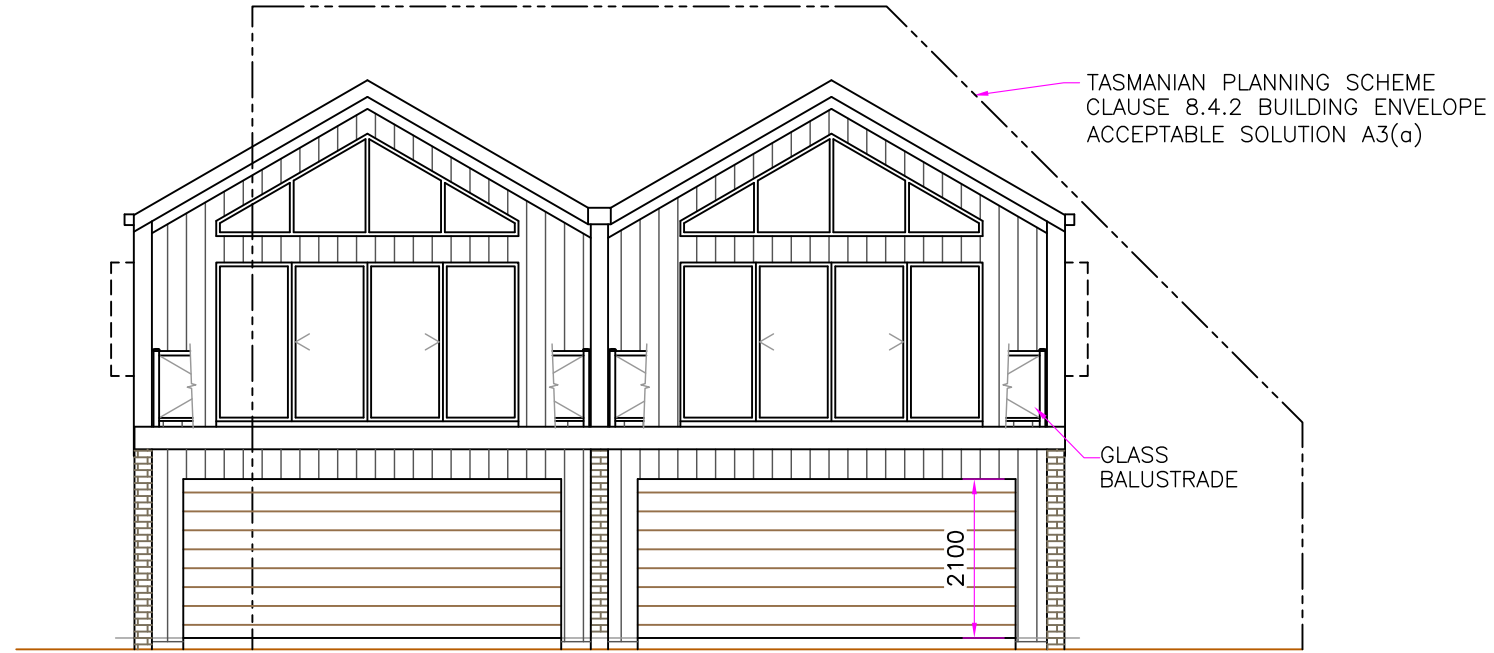 TASMANIAN PLANNING SCHEME
CLAUSE 8.4.2 BUILDING ENVELOPE
ACCEPTABLE SOLUTION A3(a)
GLASS
BALUSTRADE
2100